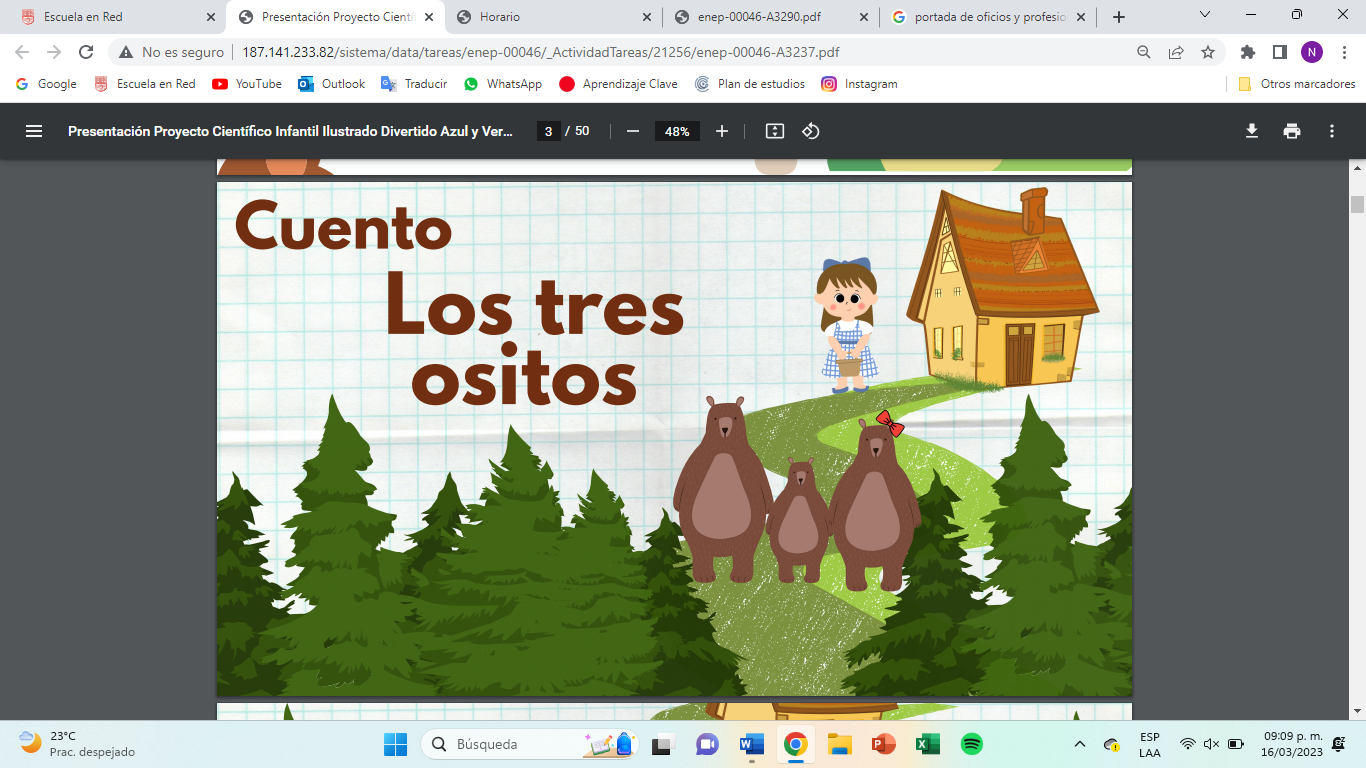 Escuela en Red
Presentación Proyecto Científ
Horario
enep-00046-A3290.pdf
portada de oficios y profesio
No es seguro
187.141.233.82/sistema/data/tareas/enep-00046/_ActividadTareas/21256/enep-00046-A3237.pdf
N
Google
Escuela en Red
YouTube
Outlook
Traducir
WhatsApp
Aprendizaje Clave
Plan de estudios
Instagram
Otros marcadores
Presentación Proyecto Científico Infantil Ilustrado Divertido Azul y Ver...
3 / 50
48%
Cuento
Los tres
ositos
23°C
Prac. despejado
Búsqueda
ESP
LAA
09:09 p. m.
16/03/2023